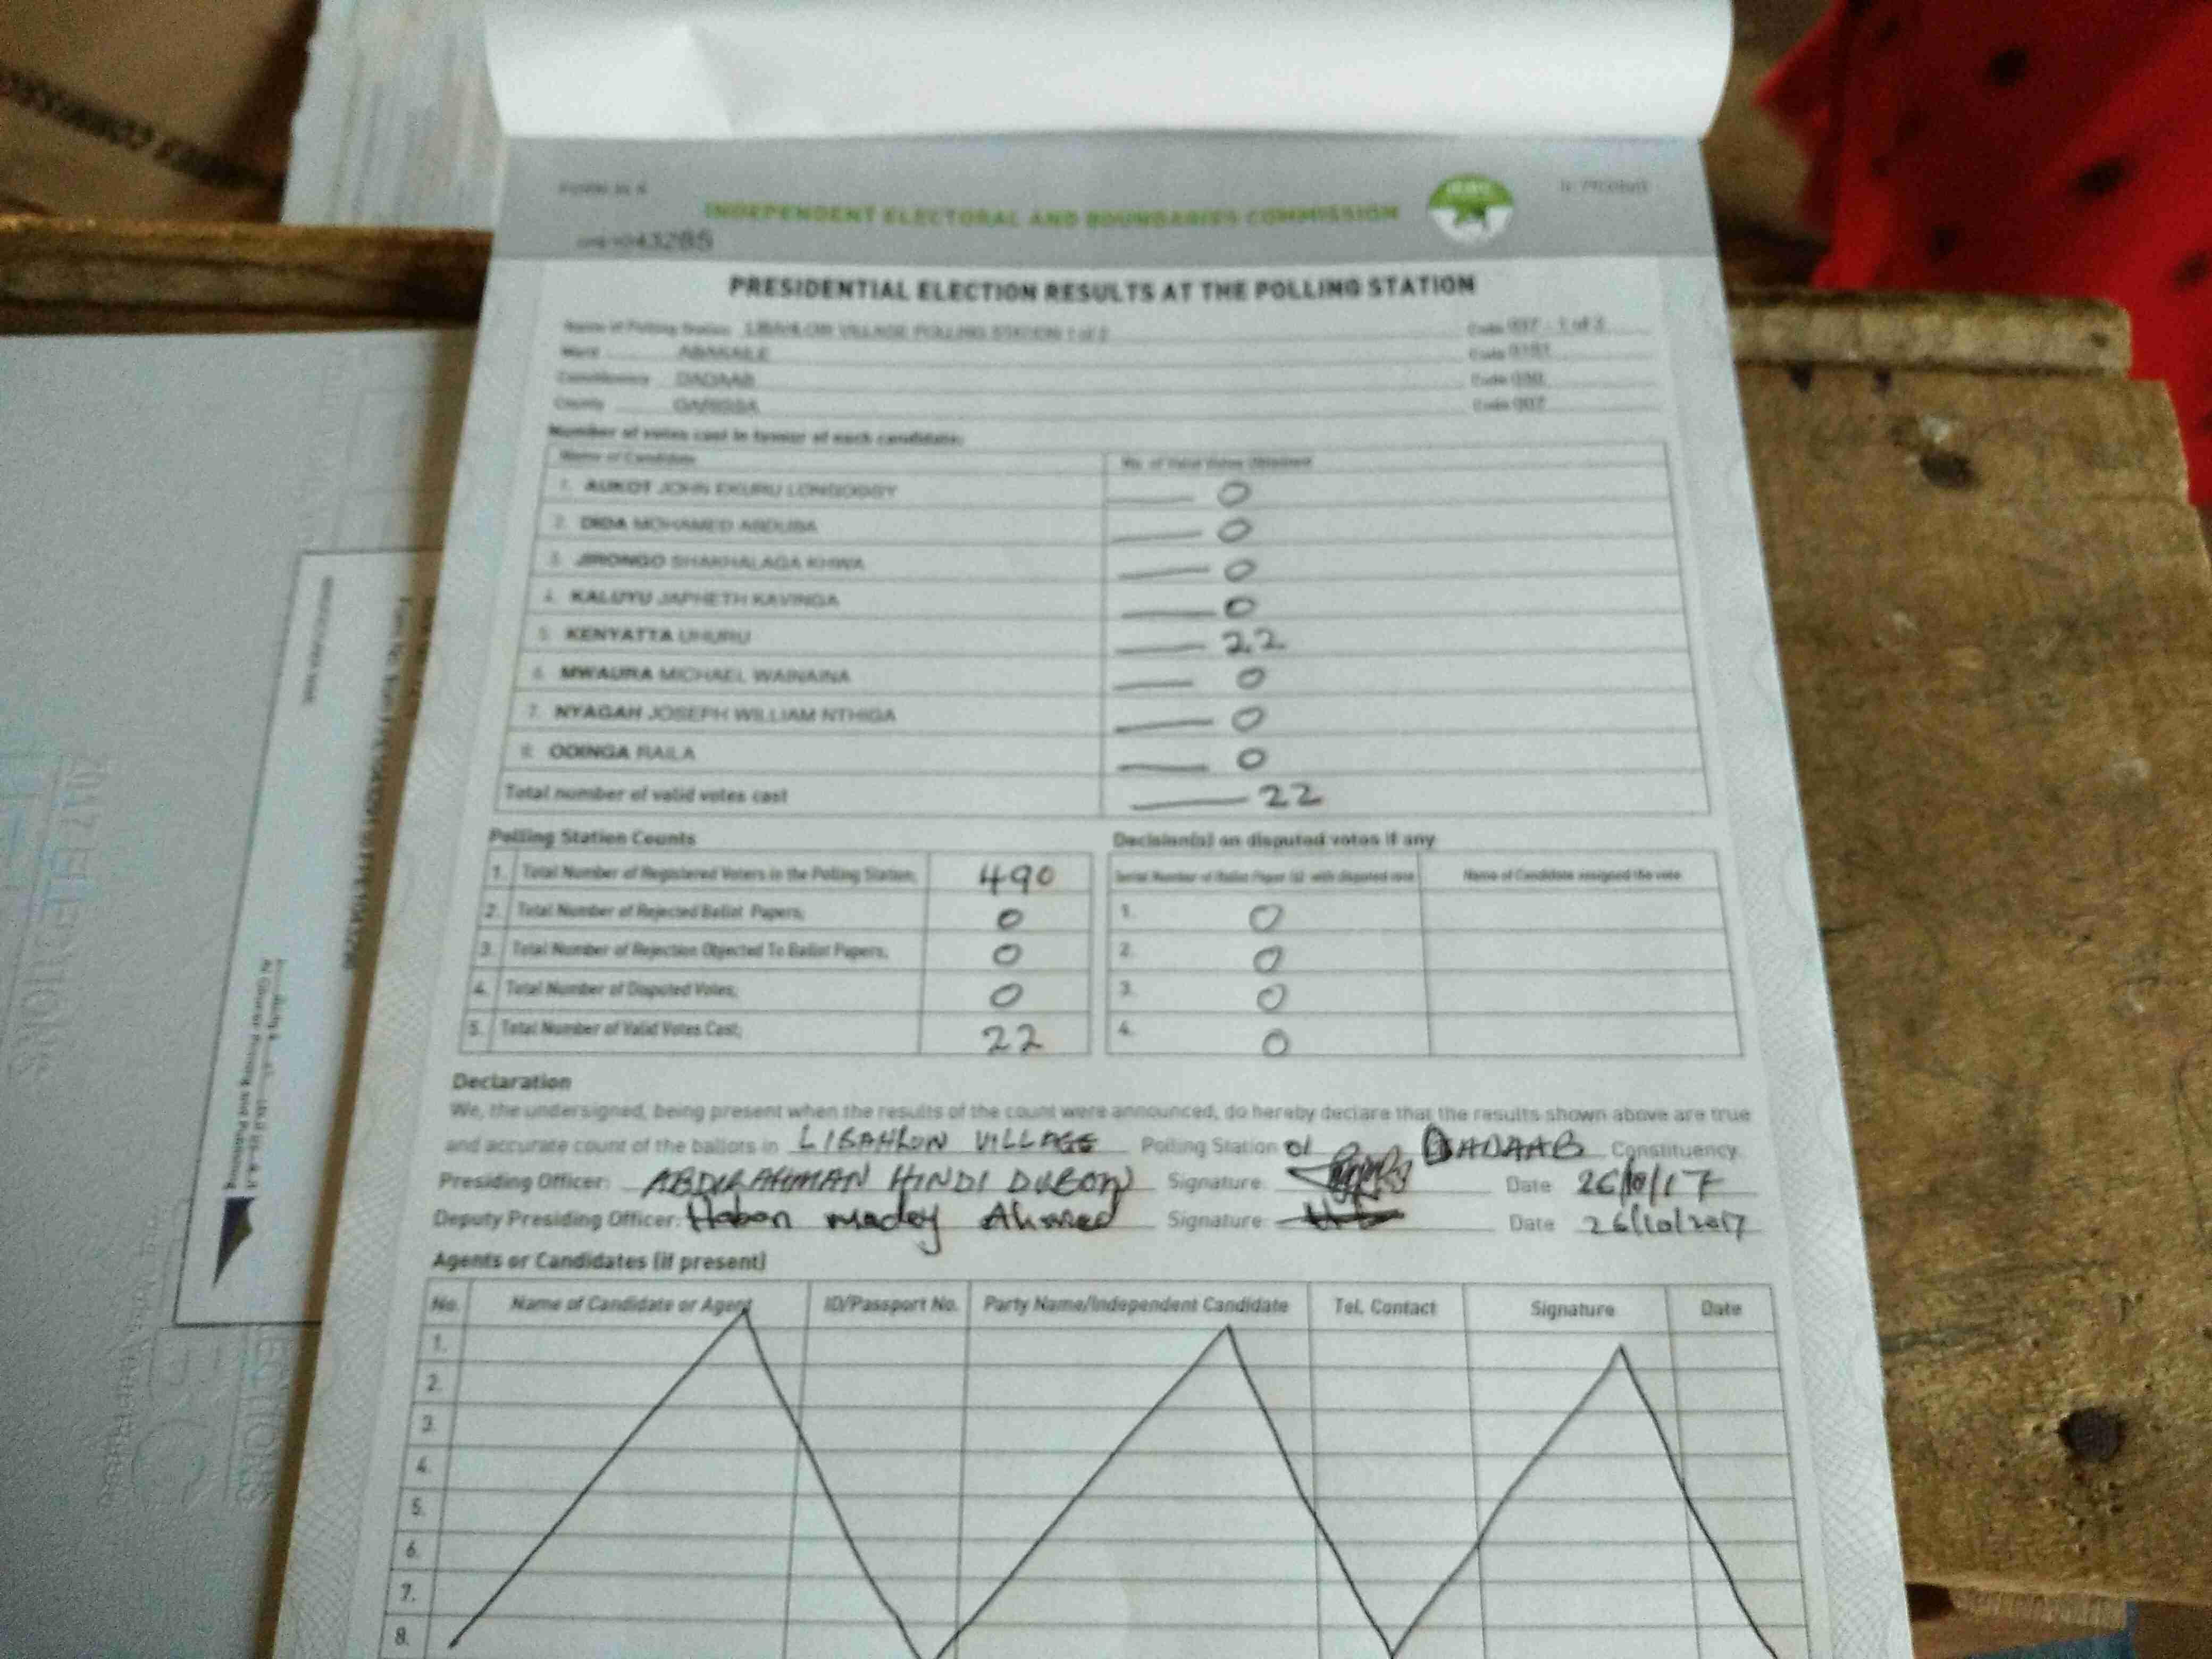 FORM 34 A
INDEPENDENT ELECTORAL AND BOUNDARIES COMMISSION
43285
PRESIDENTIAL ELECTION RESULTS AT THE POLLING STATION
Name of Polling Station VILLAGE POLLING STATION 1 of 2
Code 037 - 1 of 2
Ward
Code
Constituency DADAAB
Code
County GARISSA
Code 007
Number of votes cast in favour of each candidate:
Name of Candidate No. of Valid Votes Obtained
1. AUKOT JOHN EKURU LONGOGGY 0
2. DIDA MOHAMED ABDUBA 0
3. JIRONGO SHAKHALAGA KHWA 0
4. KALUYU JAPHETH KAVINGA 0
5. KENYATTA UHURU 22
6. MWAURA MICHAEL WAINAINA 0
7. NYAGAH JOSEPH WILLIAM NTHIGA 0
8. ODINGA RAILA 0
Total number of valid votes cast 22
Polling Station Counts
1. Total Number of Registered Voters in the Polling Station; 490
2. Total Number of Rejected Ballot Papers; 0
3. Total Number of Rejection Objected To Ballot Papers; 0
4. Total Number of Disputed Votes; 0
5. Total Number of Valid Votes Cast; 22
Decision(s) on disputed votes if any
Serial Number of Ballot Paper (s) with disputed vote Name of Candidate assigned the vote
1. 0
2. 0
3. 0
4. 0
Declaration
We, the undersigned, being present when the results of the count were announced, do hereby declare that the results shown above are true
and accurate count of the ballots in LIBAHLON VILLAGE Polling Station 01 DADAAB Constituency.
Presiding Officer: ABDIRAHMAN HINDI DUBOW Signature: Date 26/10/17
Deputy Presiding Officer: Habon madey Ahmed Signature: Date 26/10/2017
Agents or Candidates (if present)
No. Name of Candidate or Agent ID/Passport No. Party Name/Independent Candidate Tel. Contact Signature Date
1.
2.
3.
4.
5.
6.
7.
8.